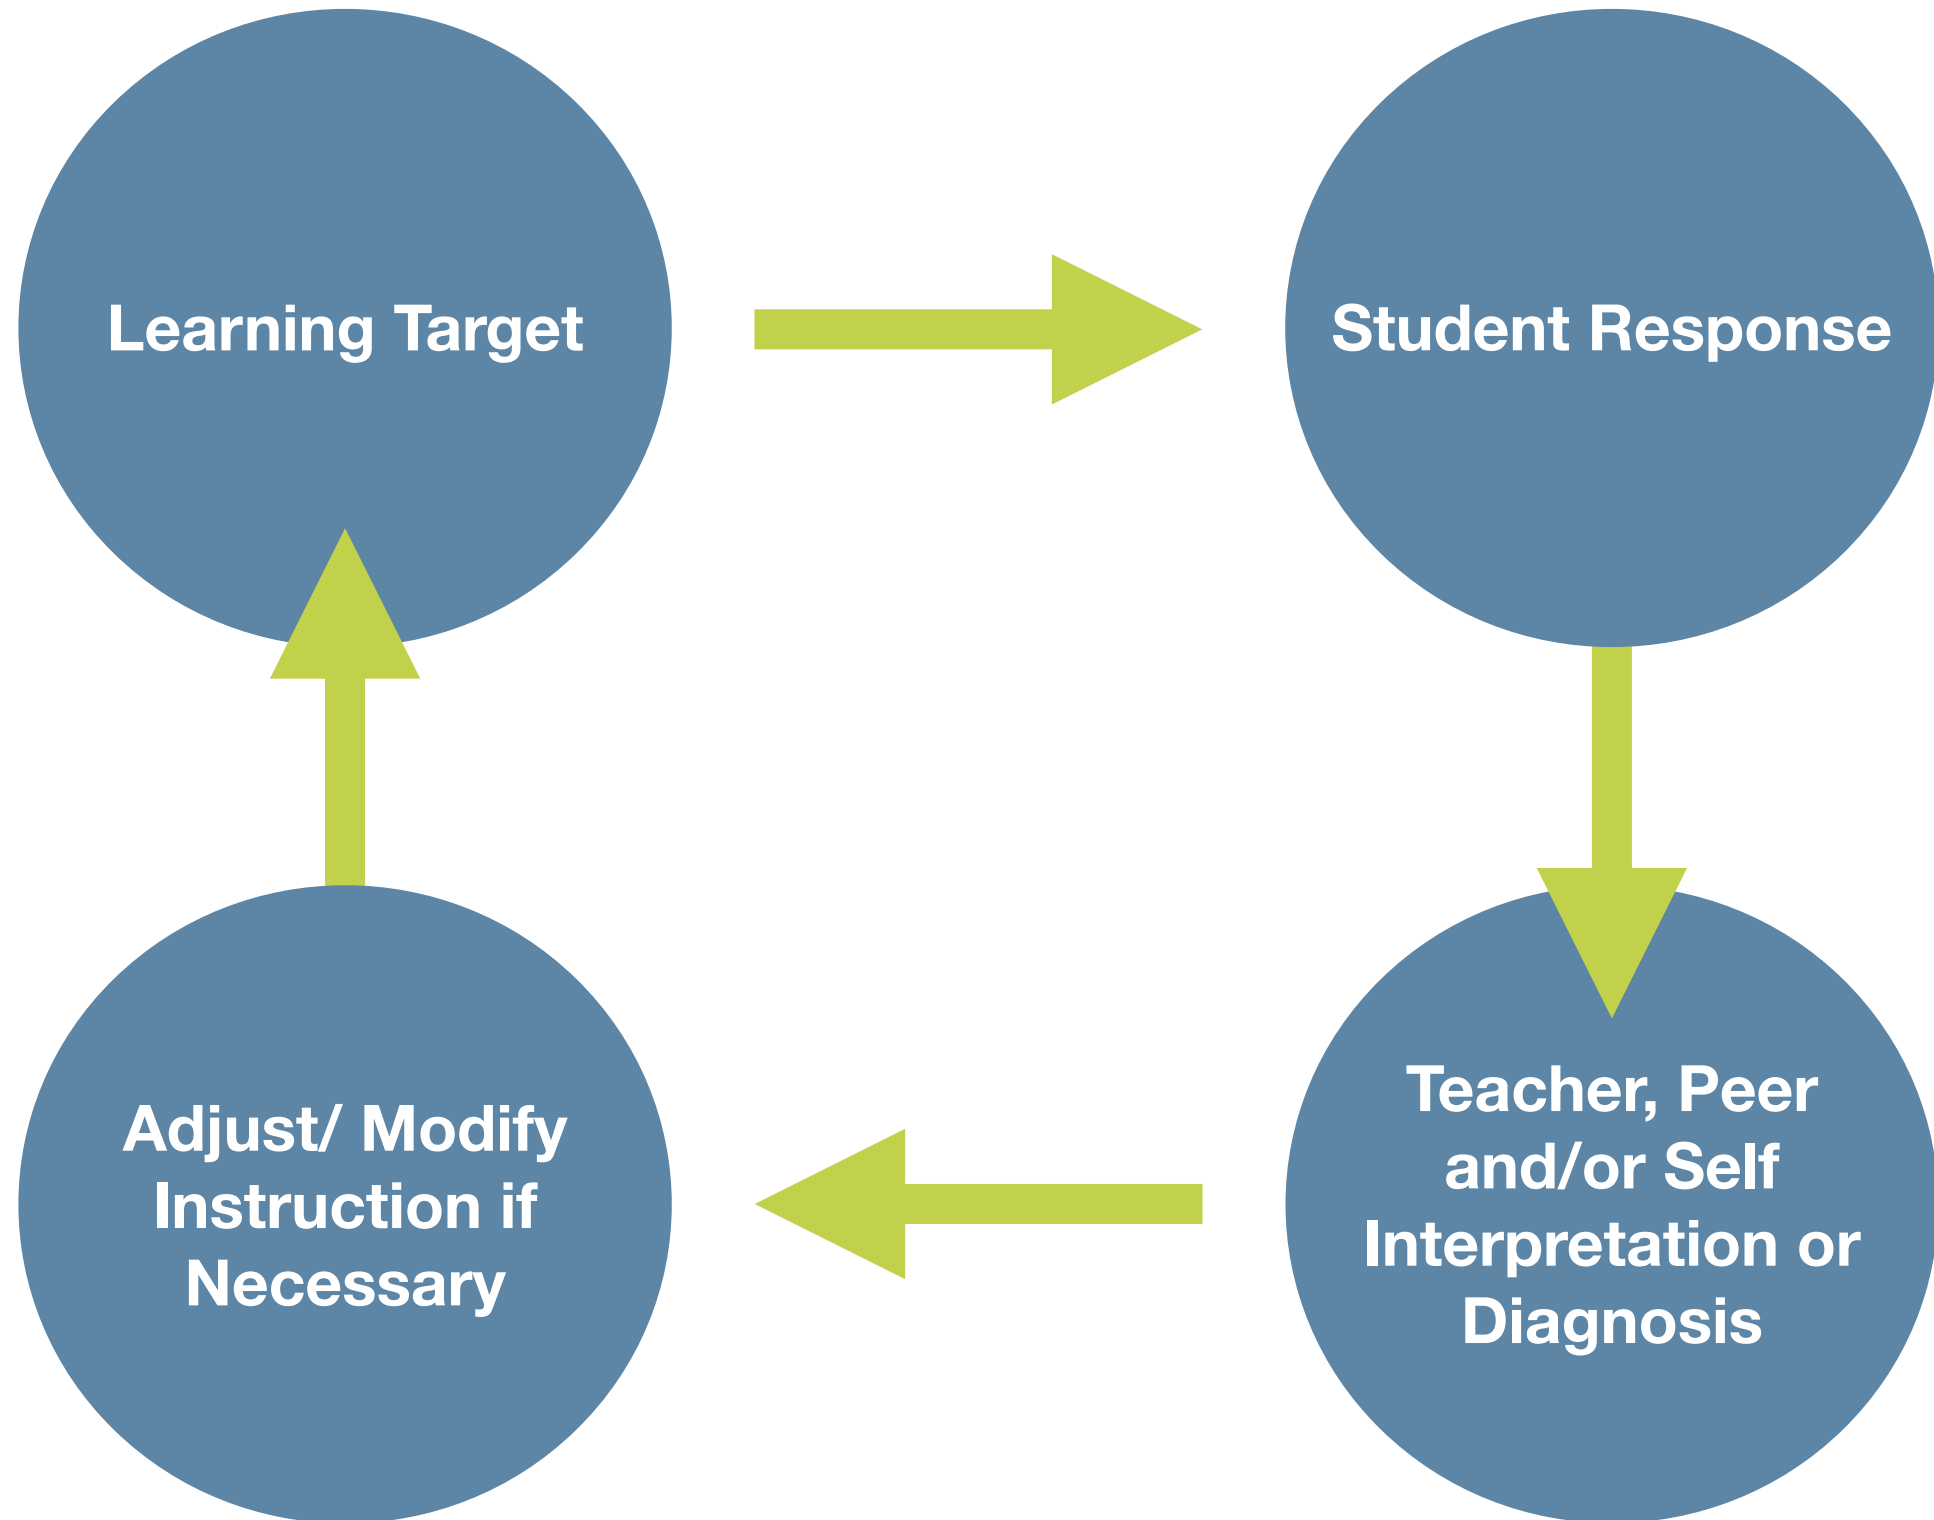 Learning Target
Student Response
Teacher, Peer
and/or Self
Interpretation or
Diagnosis
Adjust/ Modify
Instruction if
Necessary